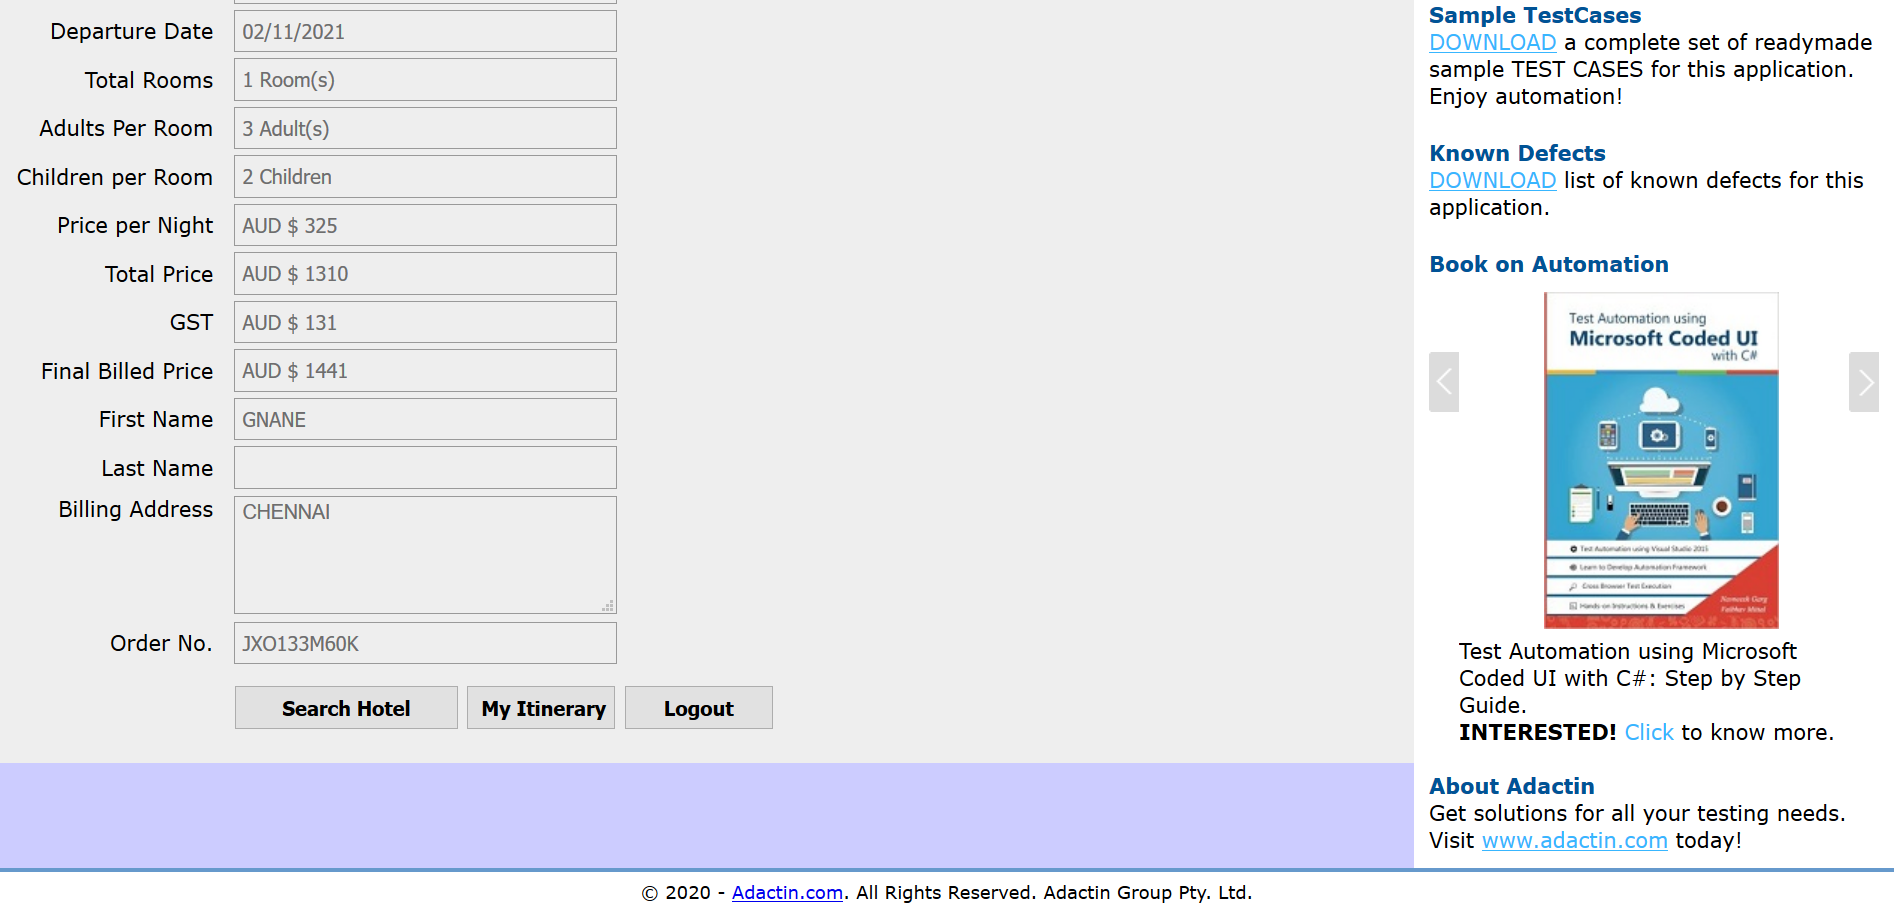 Departure Date 02/11/2021
Total Rooms 1 Room(s)
Adults Per Room 3 Adult(s)
Children per Room 2 Children
Price per Night AUD $ 325
Total Price AUD $ 1310
GST AUD $ 131
Final Billed Price AUD $ 1441
First Name GNANE
Last Name
Billing Address CHENNAI
Order No. JXO133M60K
Search Hotel My Itinerary Logout
Sample TestCases
DOWNLOAD a complete set of readymade
sample TEST CASES for this application.
Enjoy automation!
Known Defects
DOWNLOAD list of known defects for this
application.
Book on Automation
Test Automation using
Microsoft Coded UI
with C#
Test Automation using Visual Studio 2015
Learn to Develop Automation Framework
Cross Browser Test Execution
Hands-on Instructions & Exercises
Test Automation using Microsoft
Coded UI with C#: Step by Step
Guide.
INTERESTED! Click to know more.
About Adactin
Get solutions for all your testing needs.
Visit www.adactin.com today!
© 2020 - Adactin.com. All Rights Reserved. Adactin Group Pty. Ltd.